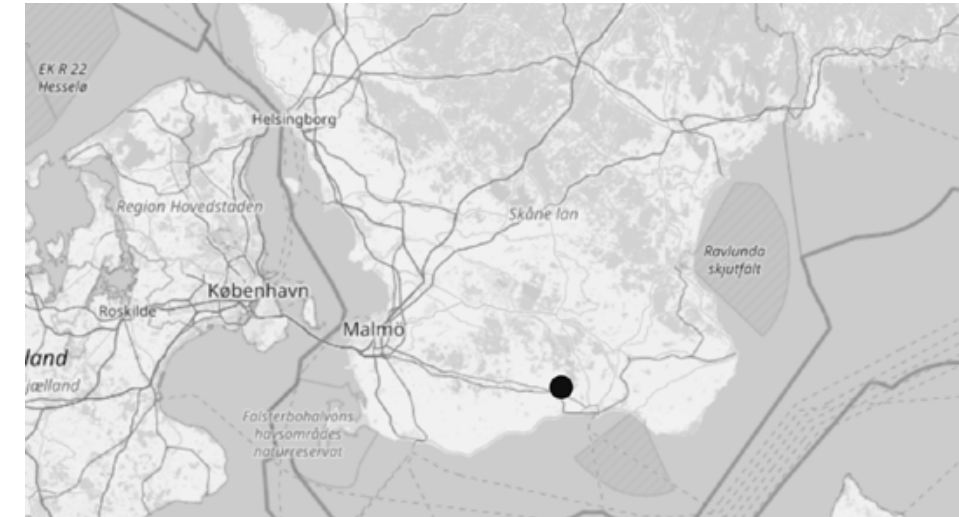 EK R 22
Hesselø
Helsingborg
Region Hovedstaden
Skåne län
Ravlunda
skjutfält
København
Roskilde
Malmö
land
jælland
Falsterbohalvöns
havsområdes
naturreservat